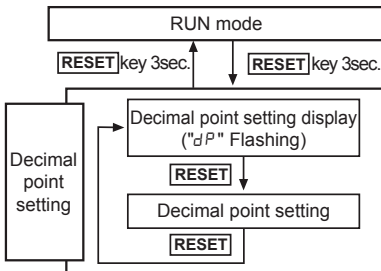 RUN mode
RESET key 3sec.
RESET key 3sec.
Decimal point setting display
("dP" Flashing)
Decimal
point
setting
RESET
Decimal point setting
RESET